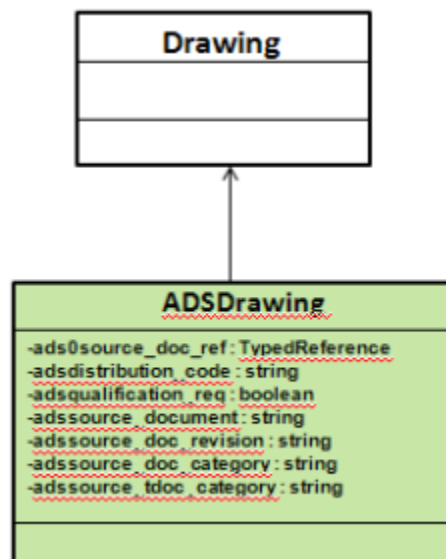 Drawing
ADSDrawing
-ads0source_doc_ref : TypedReference
-adsdistribution_code : string
-adsqualification_req : boolean
-adssource_document : string
-adssource_doc_revision : string
-adssource_doc_category : string
-adssource_tdoc_category : string